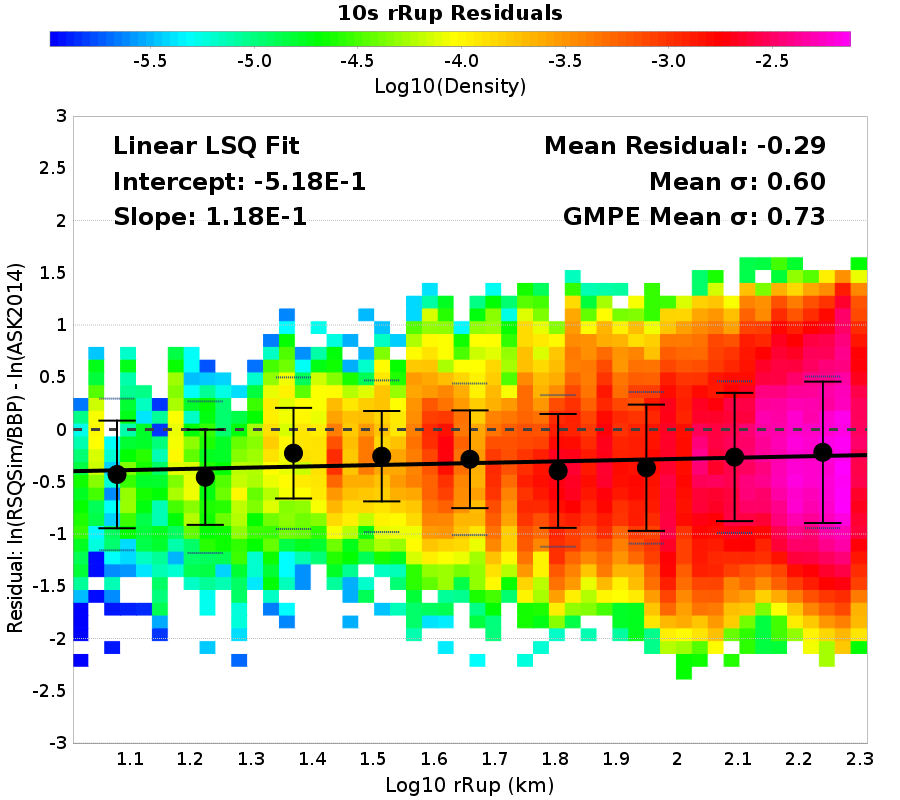 10s rRup Residuals
-5.5 -5.0 -4.5 -4.0 -3.5 -3.0 -2.5
Log10(Density)
Linear LSQ Fit
Intercept: -5.18E-1
Slope: 1.18E-1
Mean Residual: -0.29
Mean σ: 0.60
GMPE Mean σ: 0.73
Residual: ln(RSQSim/BBP) - ln(ASK2014)
3
2.5
2
1.5
1
0.5
0
-0.5
-1
-1.5
-2
-2.5
-3
1.1 1.2 1.3 1.4 1.5 1.6 1.7 1.8 1.9 2 2.1 2.2 2.3
Log10 rRup (km)